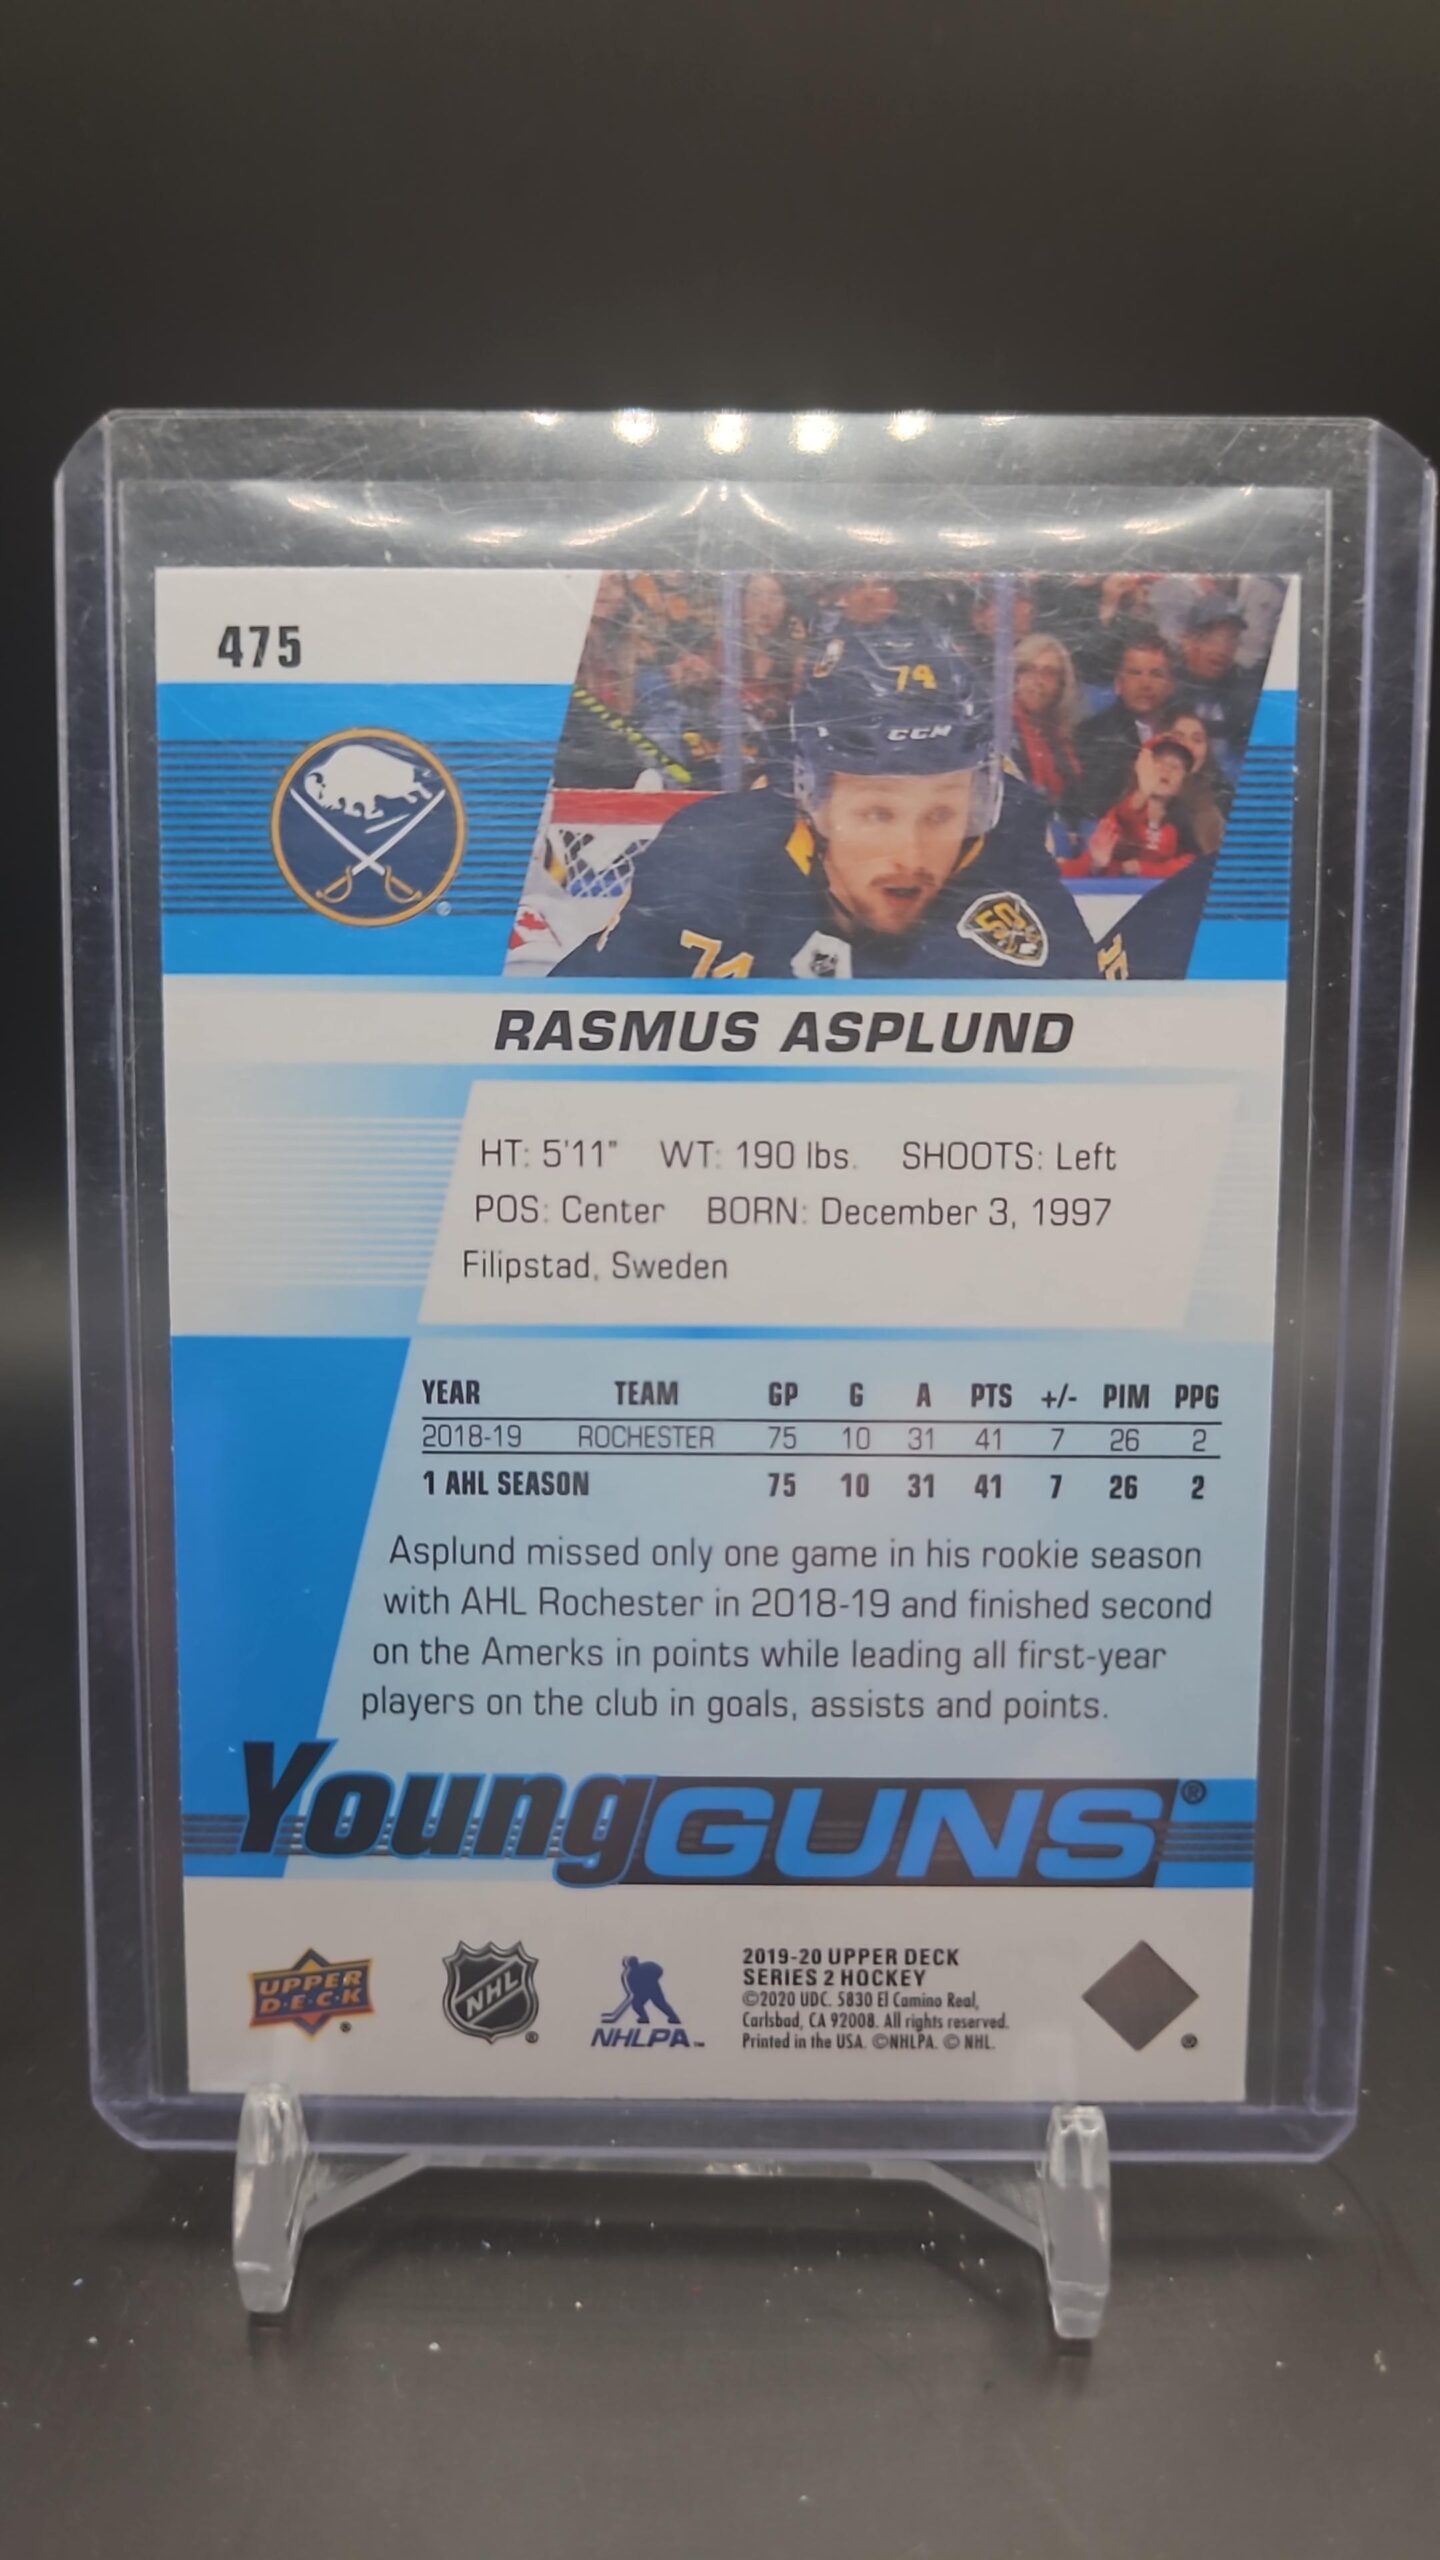 475
74
CCM
74
50
RASMUS ASPLUND
HT: 5'11" WT: 190 lbs. SHOOTS: Left
POS: Center BORN: December 3, 1997
Filipstad, Sweden
YEAR TEAM GP G A PTS +/- PIM PPG
2018-19 ROCHESTER 75 10 31 41 7 26 2
1 AHL SEASON 75 10 31 41 7 26 2
Asplund missed only one game in his rookie season
with AHL Rochester in 2018-19 and finished second
on the Amerks in points while leading all first-year
players on the club in goals, assists and points.
Young GUNS®
UPPER
D·E·C·K
®
NHL
®
NHLPA™
2019-20 UPPER DECK
SERIES 2 HOCKEY
©2020 UDC. 5830 El Camino Real,
Carlsbad, CA 92008. All rights reserved.
Printed in the USA. ©NHLPA. © NHL.
®